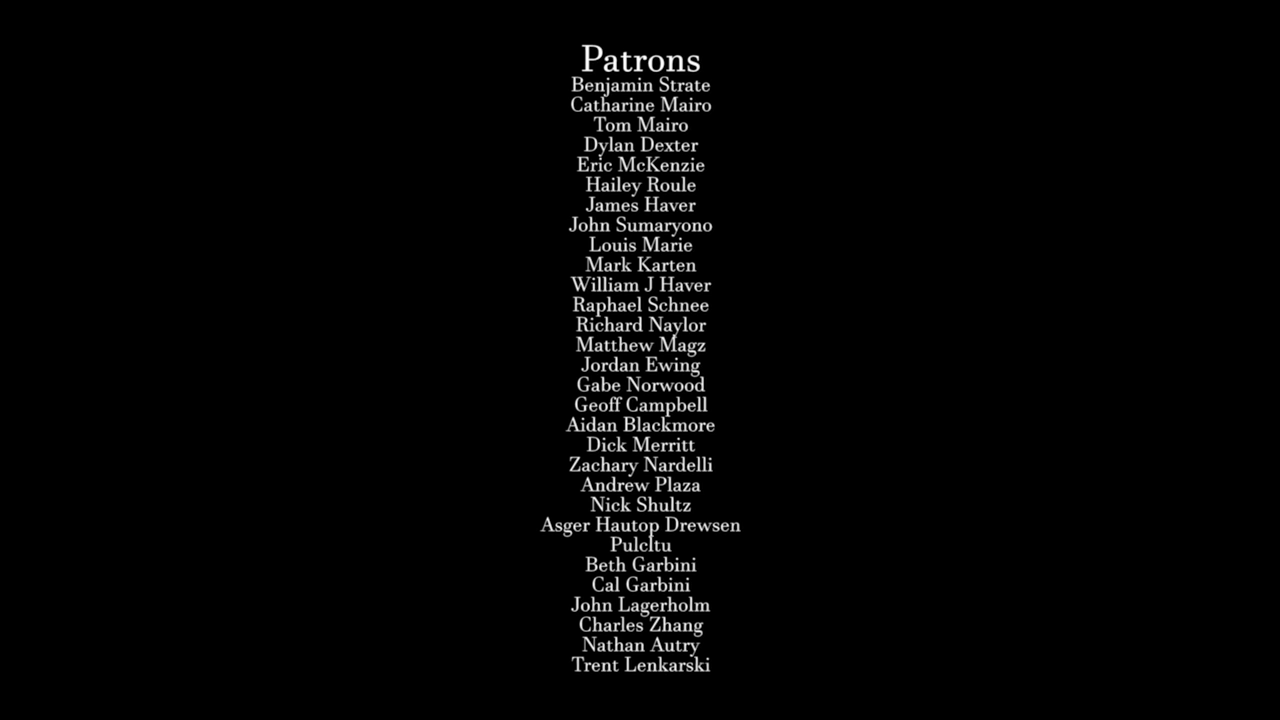 Patrons
Benjamin Strate
Catharine Mairo
Tom Mairo
Dylan Dexter
Eric McKenzie
Hailey Roule
James Haver
John Sumaryono
Louis Marie
Mark Karten
William J Haver
Raphael Schnee
Richard Naylor
Matthew Magz
Jordan Ewing
Gabe Norwood
Geoff Campbell
Aidan Blackmore
Dick Merritt
Zachary Nardelli
Andrew Plaza
Nick Shultz
Asger Hautop Drewsen
Pulcltu
Beth Garbini
Cal Garbini
John Lagerholm
Charles Zhang
Nathan Autry
Trent Lenkarski